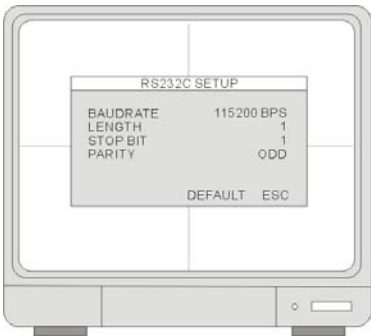 RS232C SETUP
BAUDRATE 115200 BPS
LENGTH 1
STOP BIT 1
PARITY ODD
DEFAULT ESC